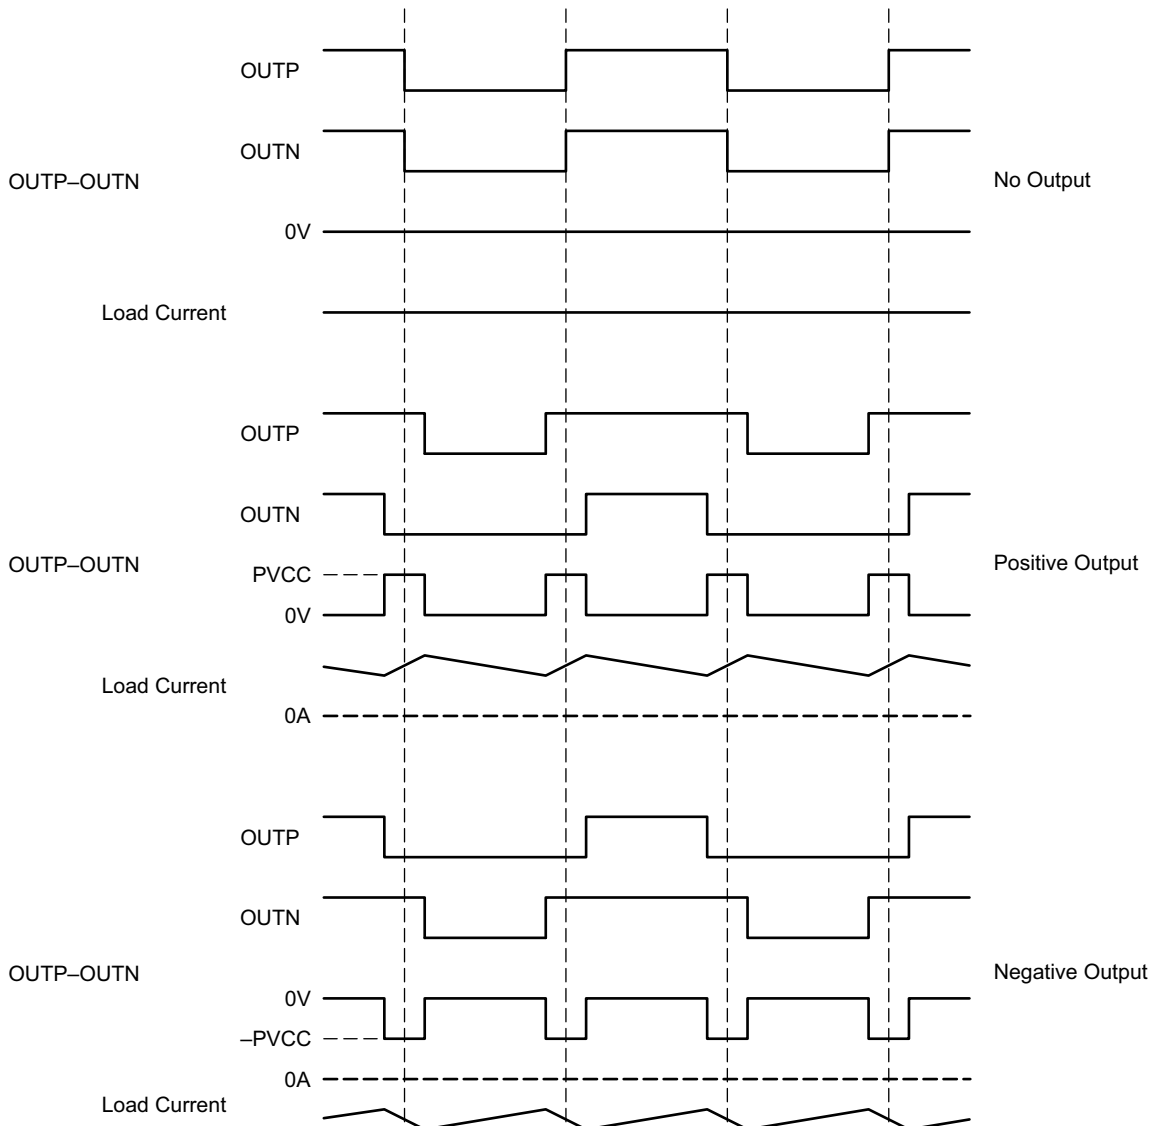 OUTP
OUTN
OUTP–OUTN
No Output
0V
Load Current
OUTP
OUTN
OUTP–OUTN
Positive Output
PVCC
0V
Load Current
0A
OUTP
OUTN
OUTP–OUTN
Negative Output
0V
–PVCC
0A
Load Current